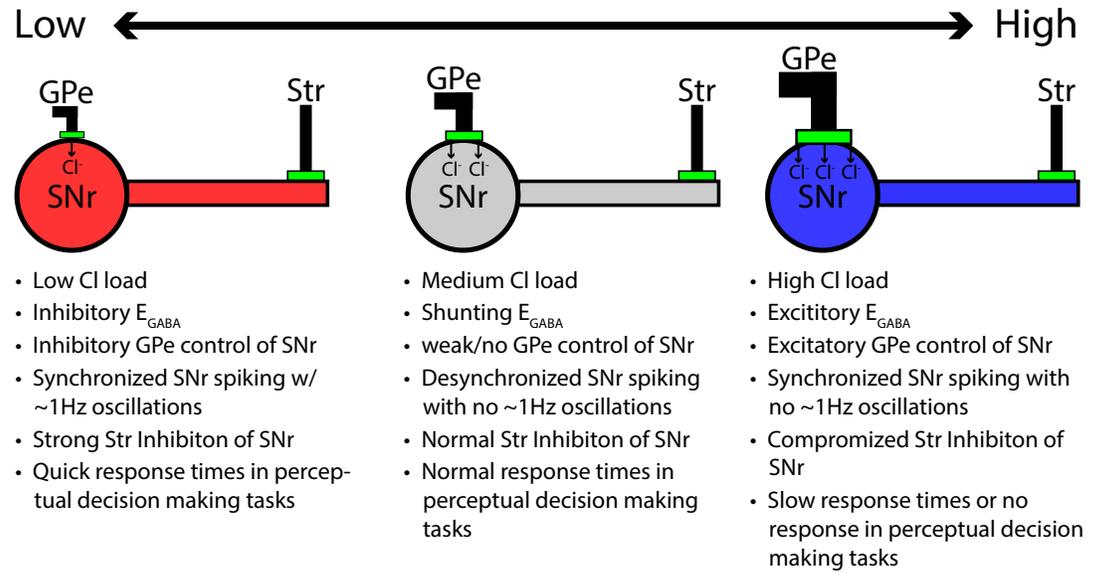 Low
High
GPe
Str
Cl-
SNr
GPe
Str
Cl- Cl-
SNr
GPe
Str
Cl- Cl- Cl-
SNr
• Low Cl load
• Inhibitory EGABA
• Inhibitory GPe control of SNr
• Synchronized SNr spiking w/
~1Hz oscillations
• Strong Str Inhibiton of SNr
• Quick response times in percep-
tual decision making tasks
• Medium Cl load
• Shunting EGABA
• weak/no GPe control of SNr
• Desynchronized SNr spiking
with no ~1Hz oscillations
• Normal Str Inhibiton of SNr
• Normal response times in
perceptual decision making
tasks
• High Cl load
• Excititory EGABA
• Excitatory GPe control of SNr
• Synchronized SNr spiking with
no ~1Hz oscillations
• Compromized Str Inhibiton of
SNr
• Slow response times or no
response in perceptual decision
making tasks